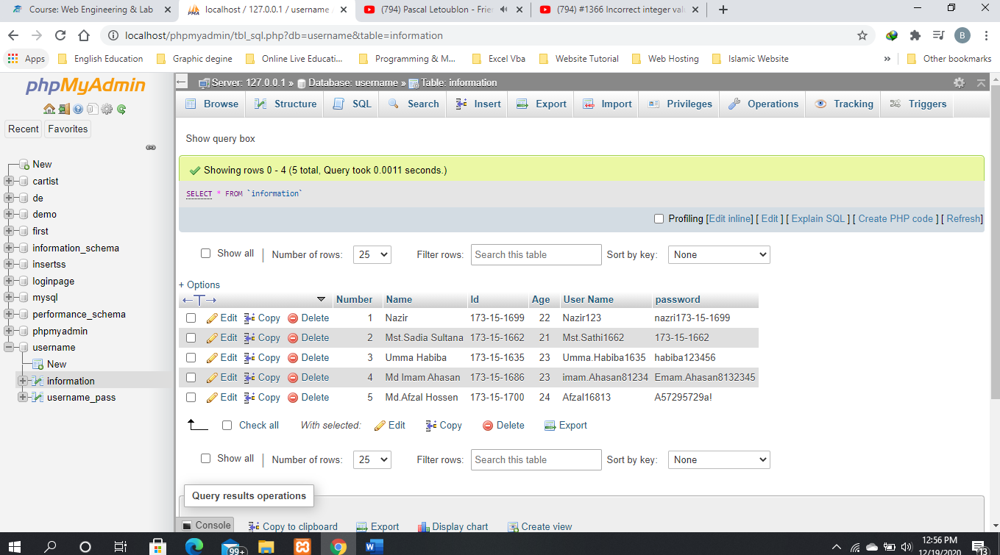 Course: Web Engineering & Lab
localhost / 127.0.0.1 / username
(794) Pascal Letoublon - Frie
(794) #1366 Incorrect integer valu
localhost/phpmyadmin/tbl_sql.php?db=username&table=information
B
Apps English Education Graphic degine Online Live Educati... Programming & M... Excel Vba Website Tutorial Web Hosting Islamic Website » Other bookmarks
phpMyAdmin
Recent Favorites
New
cartist
de
demo
first
information_schema
insertss
loginpage
mysql
performance_schema
phpmyadmin
username
New
information
username_pass
Server: 127.0.0.1 » Database: username » Table: information
Browse Structure SQL Search Insert Export Import Privileges Operations Tracking Triggers
Show query box
Showing rows 0 - 4 (5 total, Query took 0.0011 seconds.)
SELECT * FROM `information`
Profiling [Edit inline] [ Edit ] [ Explain SQL ] [ Create PHP code ] [ Refresh]
Show all | Number of rows: 25 Filter rows: Search this table Sort by key: None
+ Options
←T→ Number Name Id Age User Name password
Edit Copy Delete 1 Nazir 173-15-1699 22 Nazir123 nazri173-15-1699
Edit Copy Delete 2 Mst.Sadia Sultana 173-15-1662 21 Mst.Sathi1662 173-15-1662
Edit Copy Delete 3 Umma Habiba 173-15-1635 23 Umma.Habiba1635 habiba123456
Edit Copy Delete 4 Md Imam Ahasan 173-15-1686 23 imam.Ahasan81234 Emam.Ahasan8132345
Edit Copy Delete 5 Md.Afzal Hossen 173-15-1700 24 Afzal16813 A57295729a!
Check all With selected: Edit Copy Delete Export
Show all | Number of rows: 25 Filter rows: Search this table Sort by key: None
Query results operations
Console Copy to clipboard Export Display chart Create view
99+
W
12:56 PM
12/19/2020
13